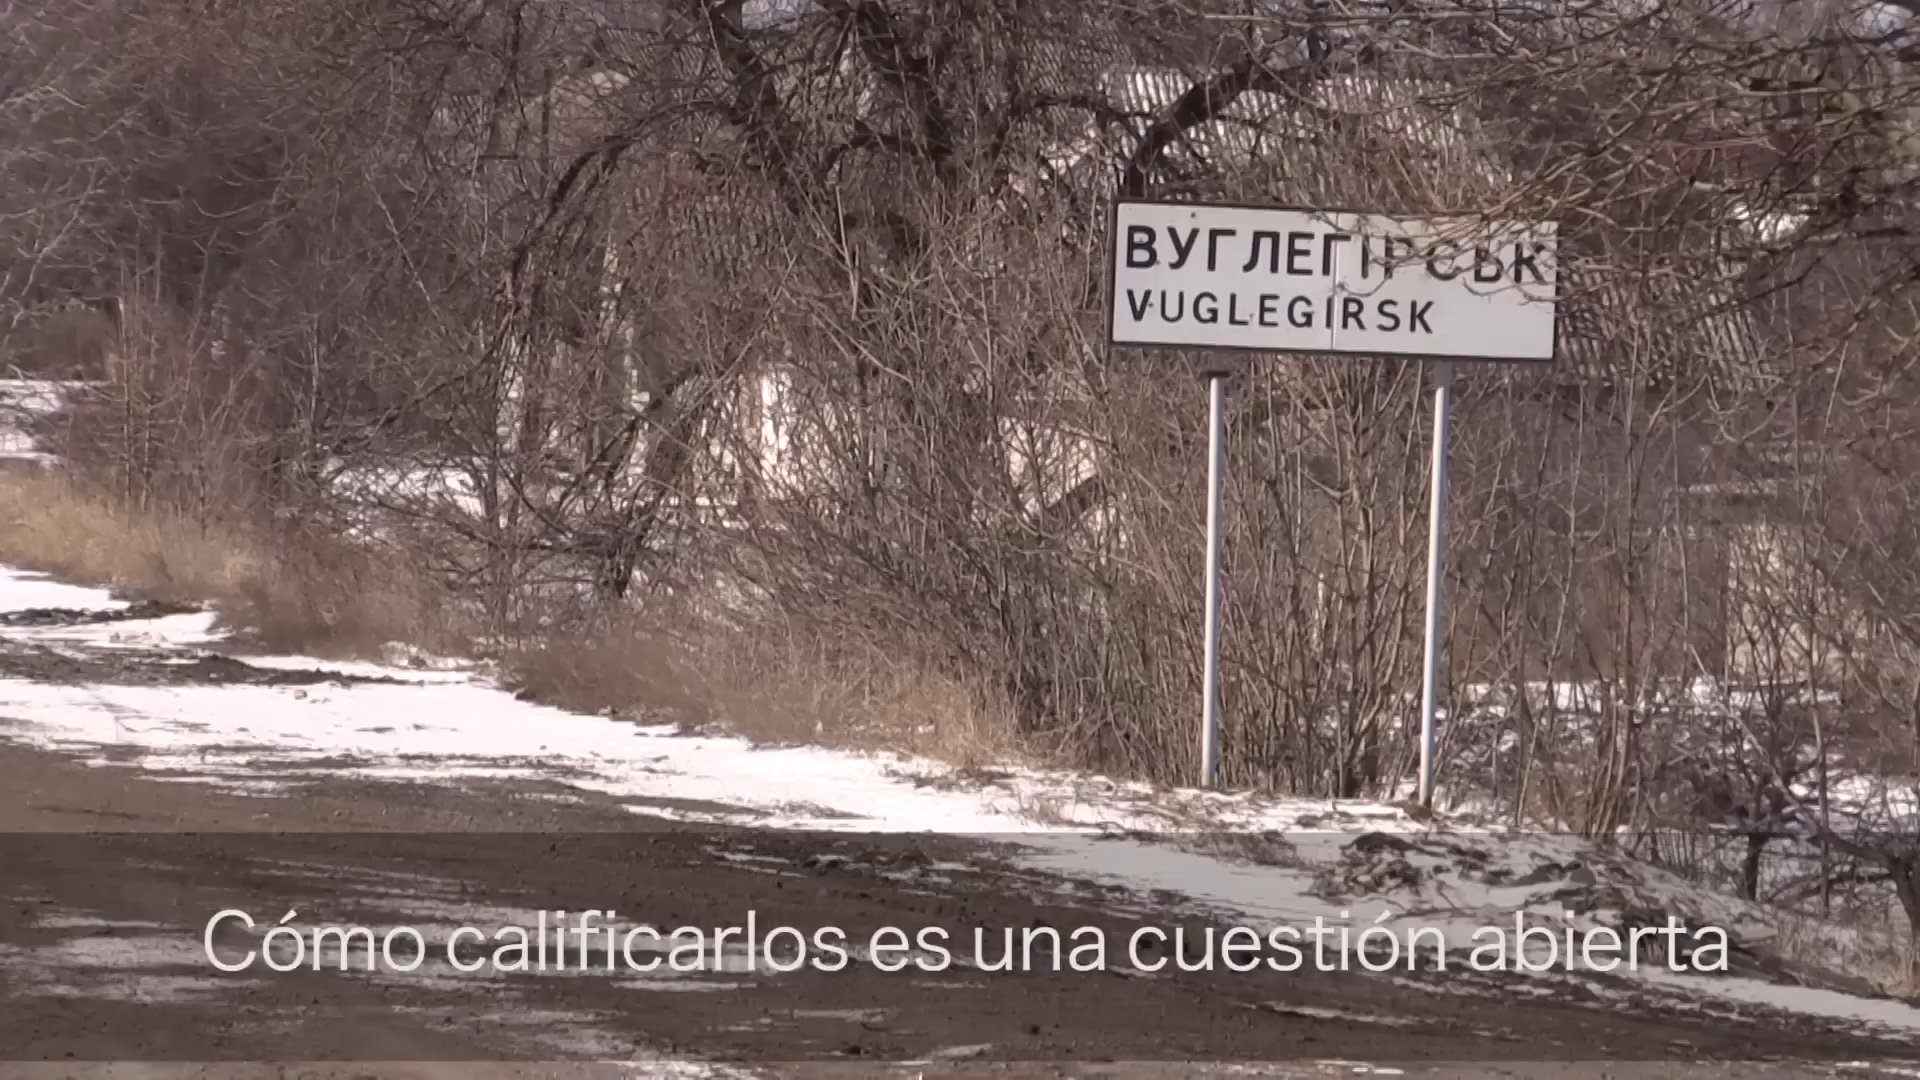 ВУГЛЕГІРСЬК
VUGLEGIRSK
Cómo calificarlos es una cuestión abierta